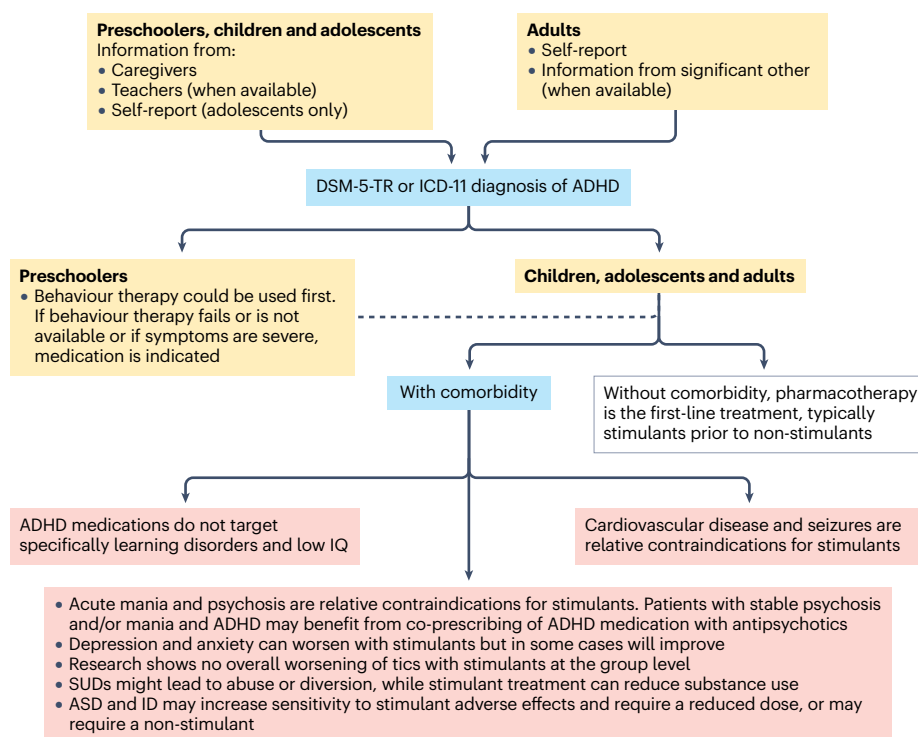 Preschoolers, children and adolescents
Information from:
• Caregivers
• Teachers (when available)
• Self-report (adolescents only)
Adults
• Self-report
• Information from significant other
(when available)
DSM-5-TR or ICD-11 diagnosis of ADHD
Preschoolers
• Behaviour therapy could be used first.
If behaviour therapy fails or is not
available or if symptoms are severe,
medication is indicated
Children, adolescents and adults
With comorbidity
Without comorbidity, pharmacotherapy
is the first-line treatment, typically
stimulants prior to non-stimulants
ADHD medications do not target
specifically learning disorders and low IQ
Cardiovascular disease and seizures are
relative contraindications for stimulants
• Acute mania and psychosis are relative contraindications for stimulants. Patients with stable psychosis
and/or mania and ADHD may benefit from co-prescribing of ADHD medication with antipsychotics
• Depression and anxiety can worsen with stimulants but in some cases will improve
• Research shows no overall worsening of tics with stimulants at the group level
• SUDs might lead to abuse or diversion, while stimulant treatment can reduce substance use
• ASD and ID may increase sensitivity to stimulant adverse effects and require a reduced dose, or may
require a non-stimulant